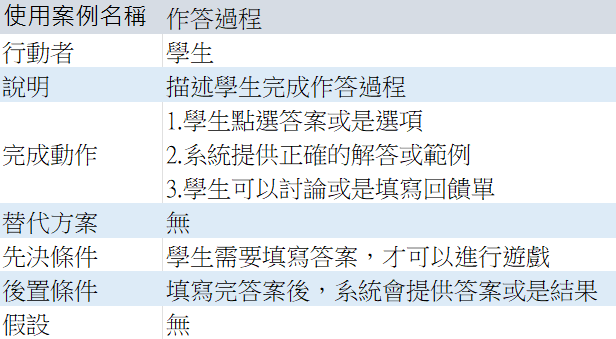 使用案例名稱 作答過程
行動者 學生
說明 描述學生完成作答過程
完成動作 1.學生點選答案或是選項
2.系統提供正確的解答或範例
3.學生可以討論或是填寫回饋單
替代方案 無
先決條件 學生需要填寫答案，才可以進行遊戲
後置條件 填寫完答案後，系統會提供答案或是結果
假設 無